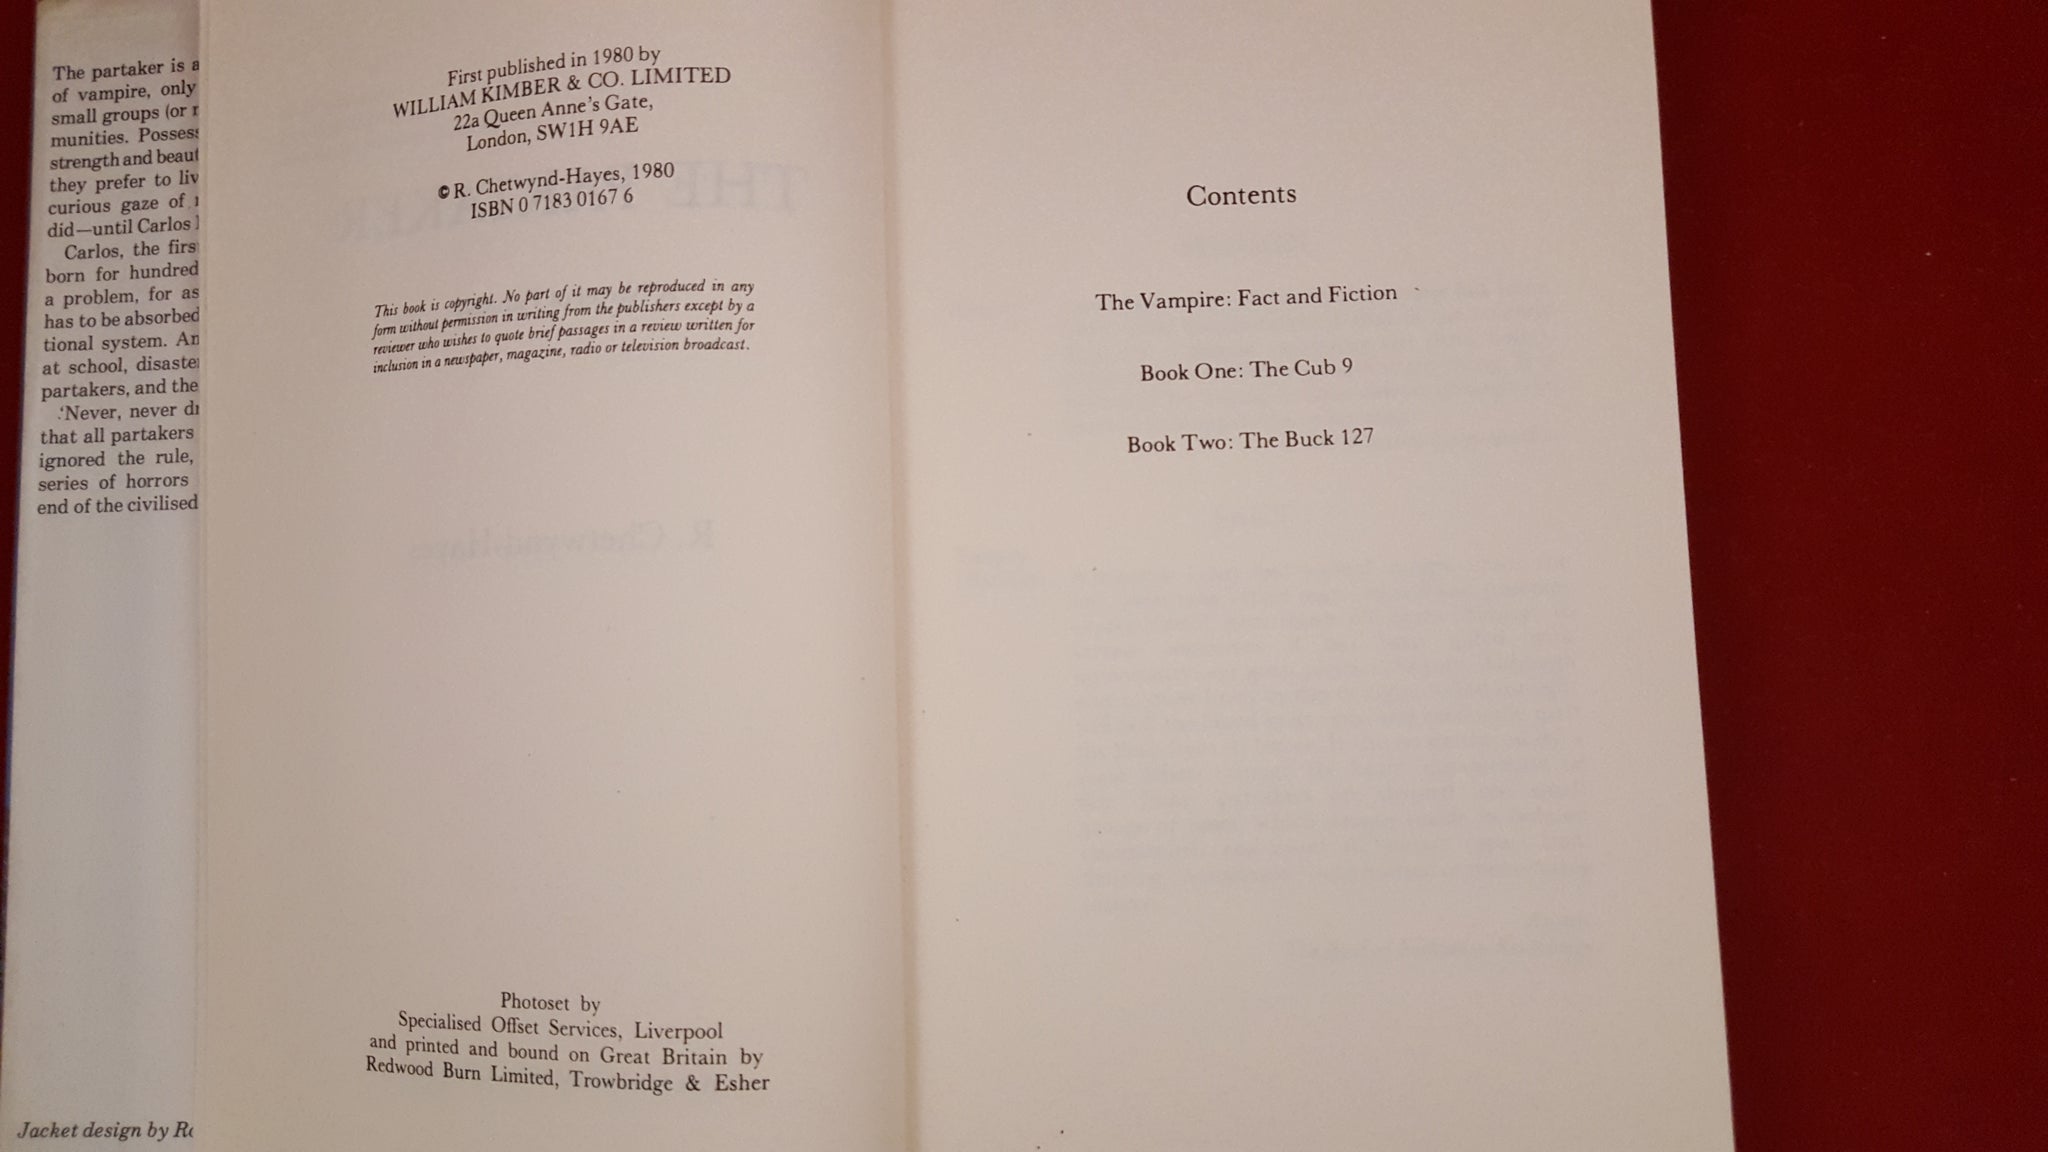 The partaker is a
of vampire, only
small groups (or
munities. Possess
strength and beaut
they prefer to liv
curious gaze of
did—until Carlos
Carlos, the firs
born for hundred
a problem, for as
has to be absorbed
tional system. An
at school, disaste
partakers, and the
'Never, never
that all partakers
ignored the rule,
series of horrors
end of the civilised
Jacket design by
First published in 1980 by
WILLIAM KIMBER & CO. LIMITED
22a Queen Anne's Gate,
London, SW1H 9AE
© R. Chetwynd-Hayes, 1980
ISBN 0 7183 0167 6
This book is copyright. No part of it may be reproduced in any
form without permission in writing from the publishers except by a
reviewer who wishes to quote brief passages in a review written for
inclusion in a newspaper, magazine, radio or television broadcast.
Photoset by
Specialised Offset Services, Liverpool
and printed and bound on Great Britain by
Redwood Burn Limited, Trowbridge & Esher
Contents
The Vampire: Fact and Fiction
Book One: The Cub 9
Book Two: The Buck 127